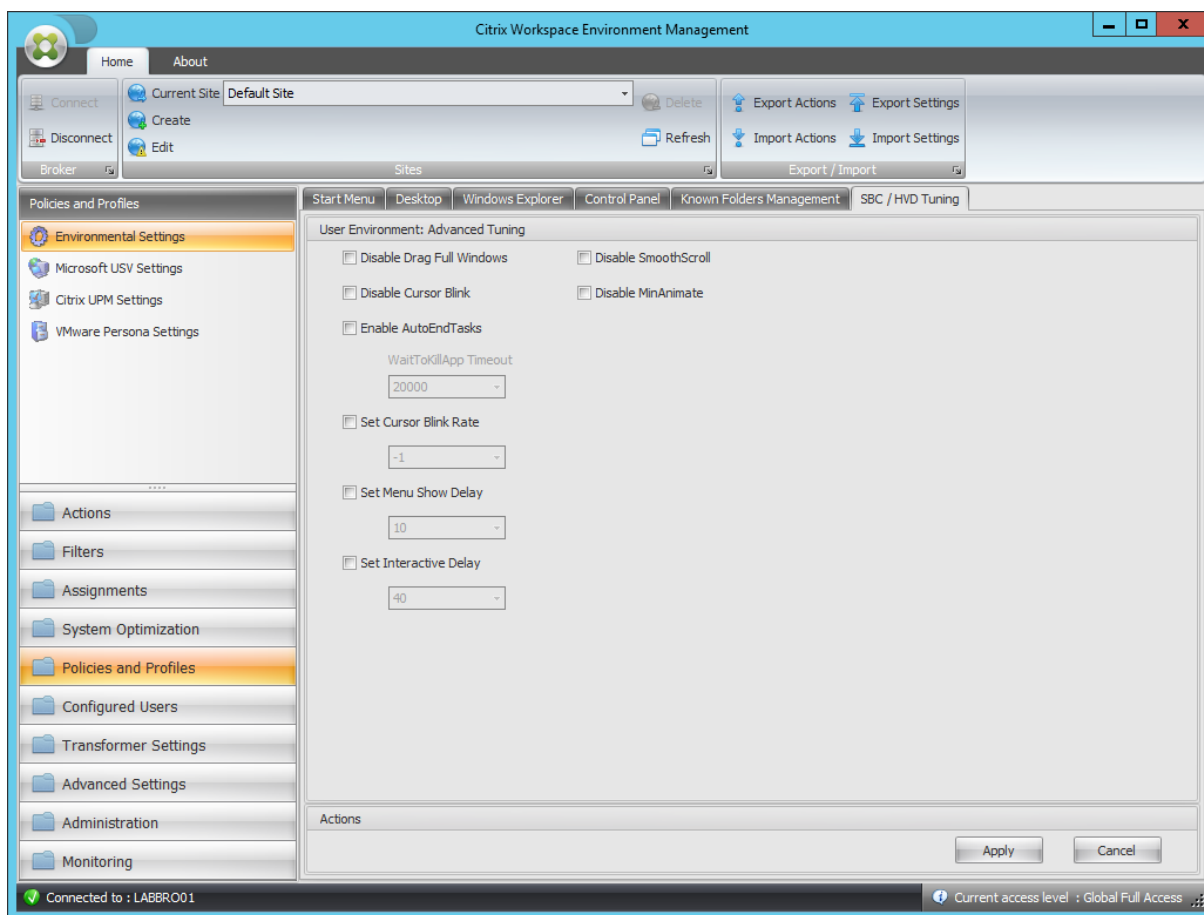 Citrix Workspace Environment Management
X
Home About
Connect
Disconnect
Broker
Current Site Default Site
Create
Edit
Delete
Refresh
Sites
Export Actions Export Settings
Import Actions Import Settings
Export / Import
Policies and Profiles
Environmental Settings
Microsoft USV Settings
Citrix UPM Settings
VMware Persona Settings
Actions
Filters
Assignments
System Optimization
Policies and Profiles
Configured Users
Transformer Settings
Advanced Settings
Administration
Monitoring
Start Menu Desktop Windows Explorer Control Panel Known Folders Management SBC / HVD Tuning
User Environment: Advanced Tuning
Disable Drag Full Windows Disable SmoothScroll
Disable Cursor Blink Disable MinAnimate
Enable AutoEndTasks
WaitToKillApp Timeout
20000
Set Cursor Blink Rate
-1
Set Menu Show Delay
10
Set Interactive Delay
40
Actions
Apply Cancel
Connected to : LABBRO01
Current access level : Global Full Access